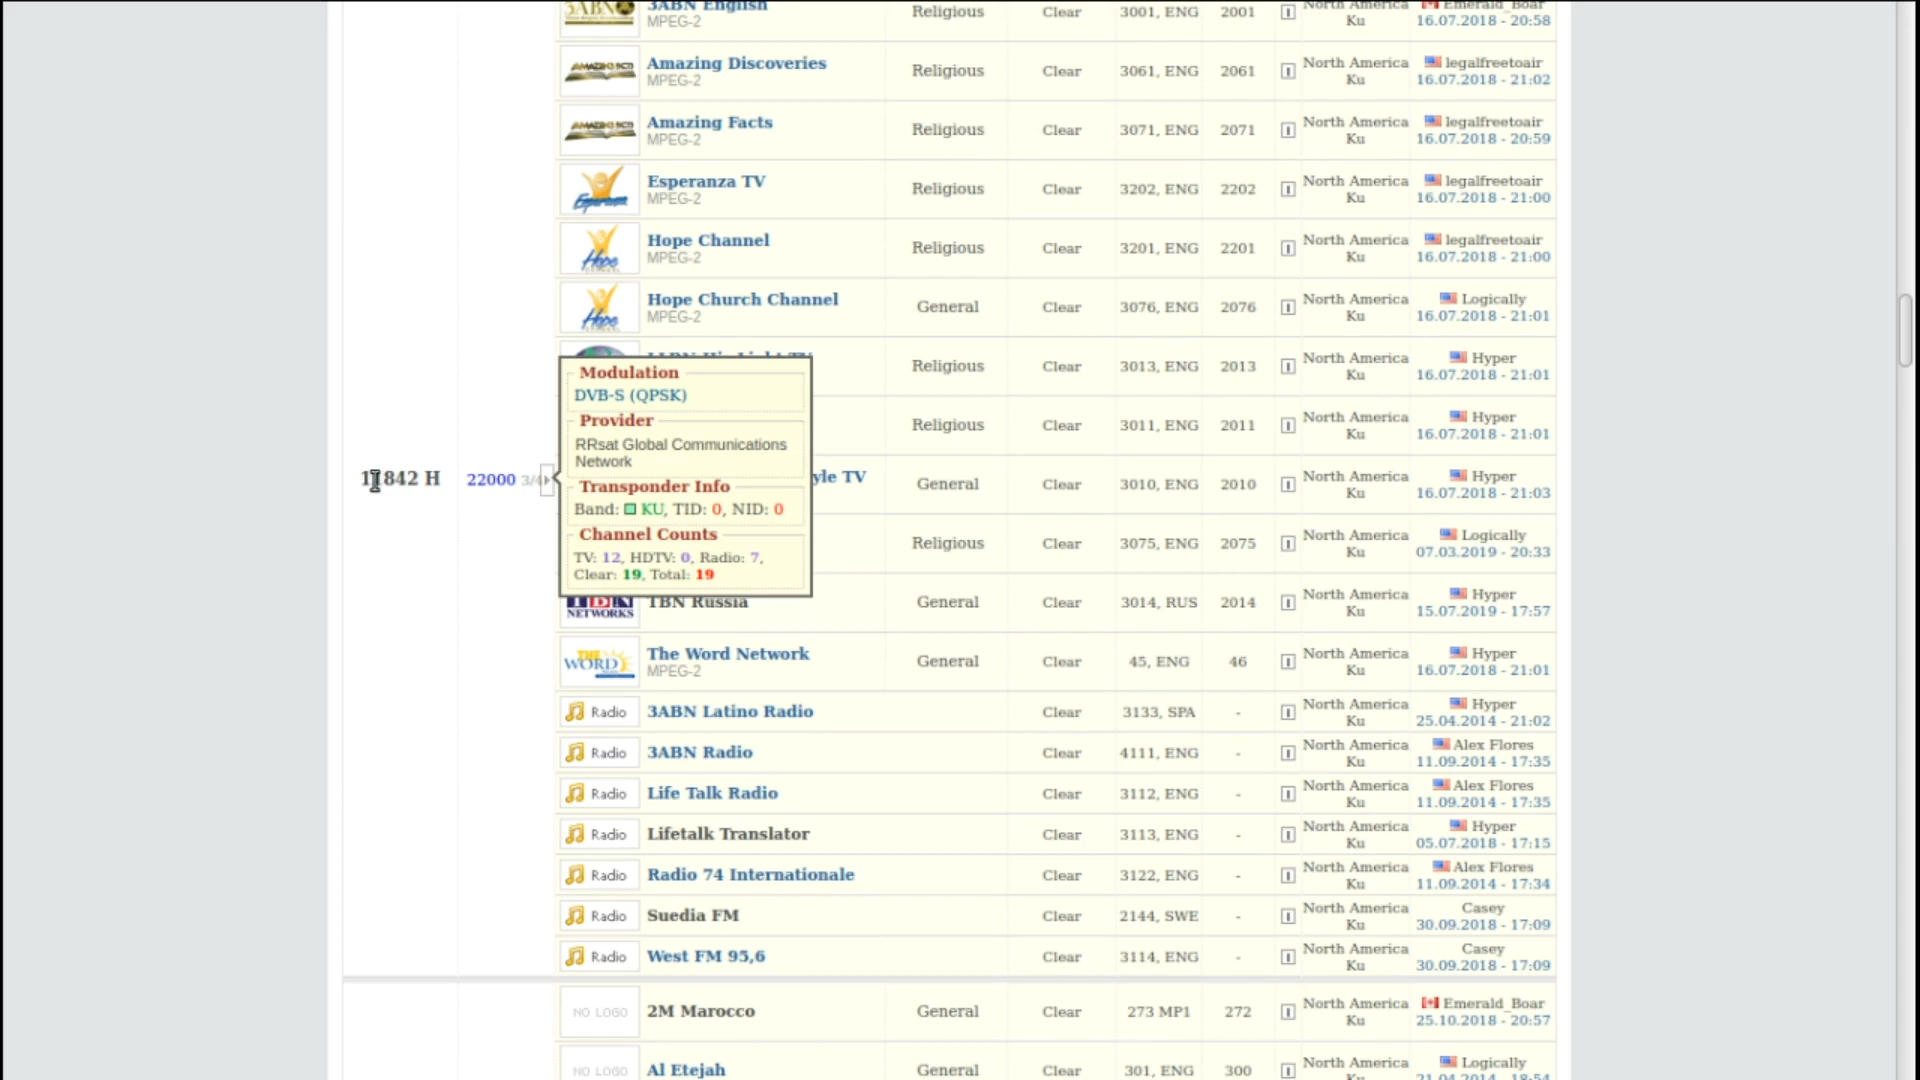 3ABN English
MPEG-2
Religious
Clear
3001, ENG
2001
North America
Ku
Emerald_Boar
16.07.2018 - 20:58
Amazing Discoveries
MPEG-2
Religious
Clear
3061, ENG
2061
North America
Ku
legalfreetoair
16.07.2018 - 21:02
Amazing Facts
MPEG-2
Religious
Clear
3071, ENG
2071
North America
Ku
legalfreetoair
16.07.2018 - 20:59
Esperanza TV
MPEG-2
Religious
Clear
3202, ENG
2202
North America
Ku
legalfreetoair
16.07.2018 - 21:00
Hope
Hope Channel
MPEG-2
Religious
Clear
3201, ENG
2201
North America
Ku
legalfreetoair
16.07.2018 - 21:00
Hope
Hope Church Channel
MPEG-2
General
Clear
3076, ENG
2076
North America
Ku
Logically
16.07.2018 - 21:01
Religious
Clear
3013, ENG
2013
North America
Ku
Hyper
16.07.2018 - 21:01
Religious
Clear
3011, ENG
2011
North America
Ku
Hyper
16.07.2018 - 21:01
11842 H
22000 3/4
Modulation
DVB-S (QPSK)
Provider
RRsat Global Communications
Network
Transponder Info
Band: KU, TID: 0, NID: 0
Channel Counts
TV: 12, HDTV: 0, Radio: 7,
Clear: 19, Total: 19
yle TV
General
Clear
3010, ENG
2010
North America
Ku
Hyper
16.07.2018 - 21:03
Religious
Clear
3075, ENG
2075
North America
Ku
Logically
07.03.2019 - 20:33
NETWORKS
TBN Russia
General
Clear
3014, RUS
2014
North America
Ku
Hyper
15.07.2019 - 17:57
THE
WORD
The Word Network
MPEG-2
General
Clear
45, ENG
46
North America
Ku
Hyper
16.07.2018 - 21:01
Radio
3ABN Latino Radio
Clear
3133, SPA
-
North America
Ku
Hyper
25.04.2014 - 21:02
Radio
3ABN Radio
Clear
4111, ENG
-
North America
Ku
Alex Flores
11.09.2014 - 17:35
Radio
Life Talk Radio
Clear
3112, ENG
-
North America
Ku
Alex Flores
11.09.2014 - 17:35
Radio
Lifetalk Translator
Clear
3113, ENG
-
North America
Ku
Hyper
05.07.2018 - 17:15
Radio
Radio 74 Internationale
Clear
3122, ENG
-
North America
Ku
Alex Flores
11.09.2014 - 17:34
Radio
Suedia FM
Clear
2144, SWE
-
North America
Ku
Casey
30.09.2018 - 17:09
Radio
West FM 95,6
Clear
3114, ENG
-
North America
Ku
Casey
30.09.2018 - 17:09
NO LOGO
2M Marocco
General
Clear
273 MP1
272
North America
Ku
Emerald_Boar
25.10.2018 - 20:57
NO LOGO
Al Etejah
General
Clear
301, ENG
300
North America
Ku
Logically